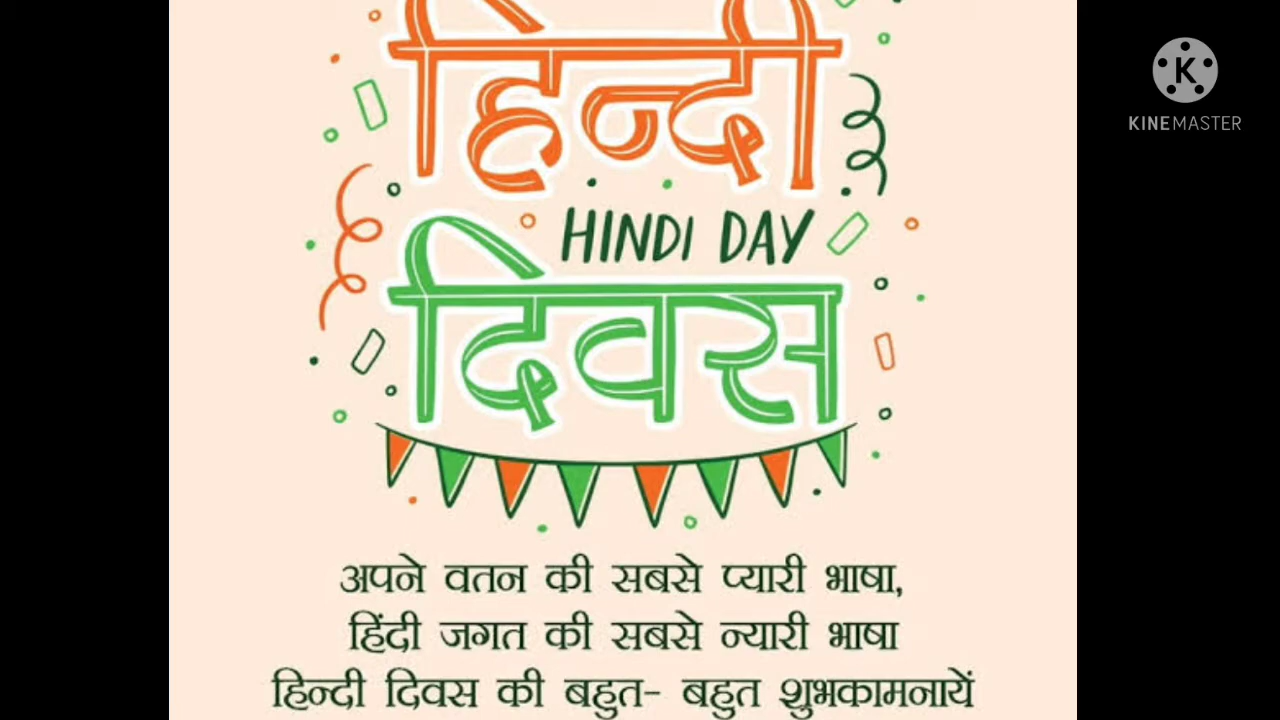 हिन्दी
HINDI DAY
दिवस
अपने वतन की सबसे प्यारी भाषा,
हिंदी जगत की सबसे न्यारी भाषा
हिन्दी दिवस की बहुत- बहुत शुभकामनायें
K
KINEMASTER